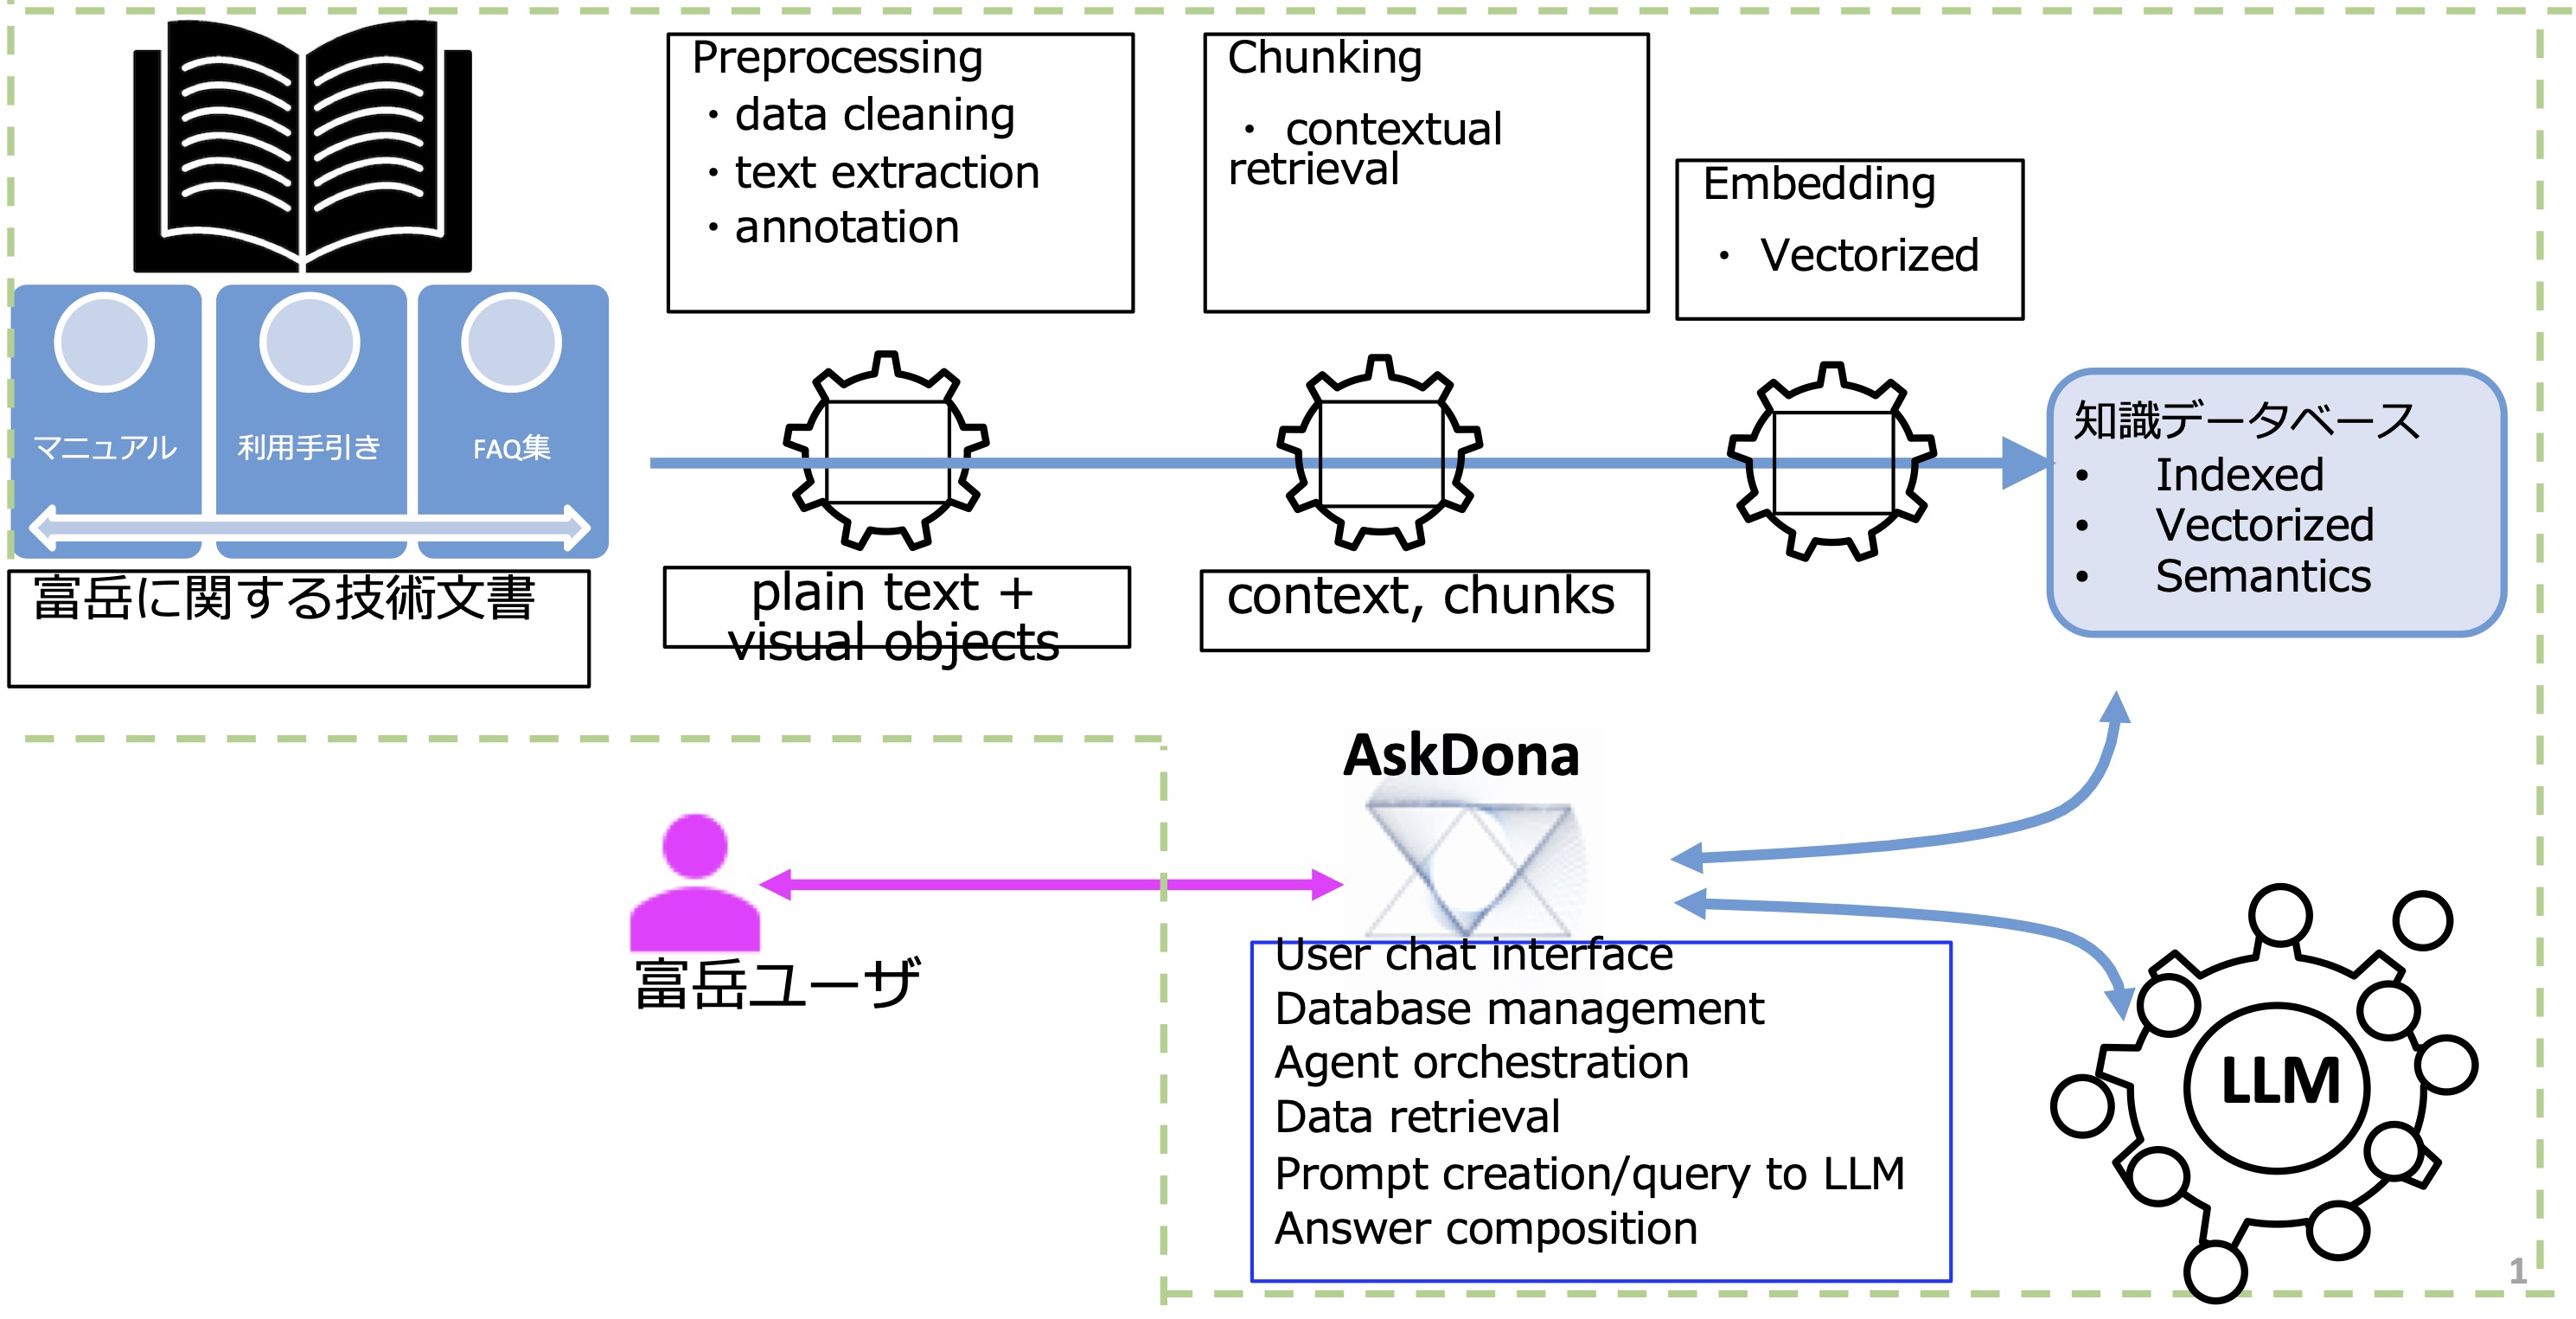 Preprocessing
・data cleaning
・text extraction
・annotation
Chunking
・ contextual
retrieval
Embedding
・ Vectorized
マニュアル
利用手引き
FAQ集
富岳に関する技術文書
plain text +
visual objects
context, chunks
知識データベース
• Indexed
• Vectorized
• Semantics
AskDona
富岳ユーザ
User chat interface
Database management
Agent orchestration
Data retrieval
Prompt creation/query to LLM
Answer composition
LLM
1